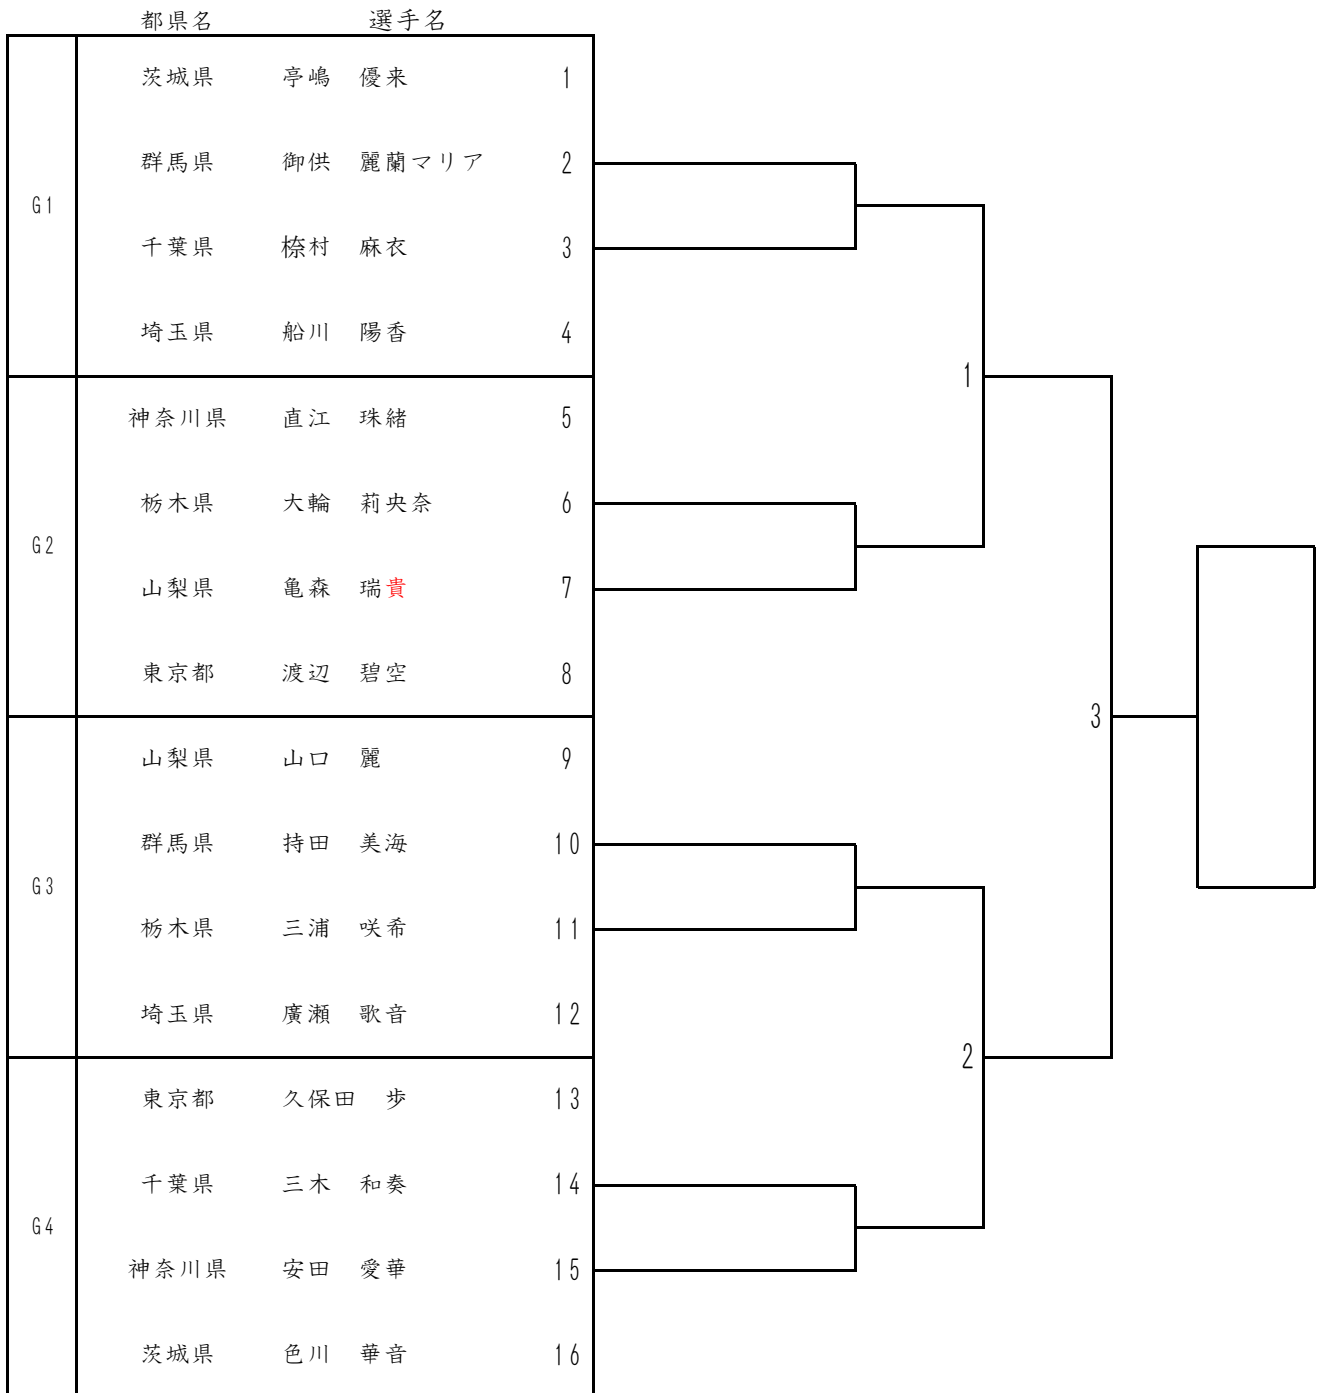 都県名 選手名
茨城県 亭嶋 優来 1
群馬県 御供 麗蘭マリア 2
G1
千葉県 㮈村 麻衣 3
埼玉県 船川 陽香 4
1
神奈川県 直江 珠緒 5
栃木県 大輪 莉央奈 6
G2
山梨県 亀森 瑞貴 7
東京都 渡辺 碧空 8
3
山梨県 山口 麗 9
群馬県 持田 美海 10
G3
栃木県 三浦 咲希 11
埼玉県 廣瀬 歌音 12
2
東京都 久保田 歩 13
千葉県 三木 和奏 14
G4
神奈川県 安田 愛華 15
茨城県 色川 華音 16